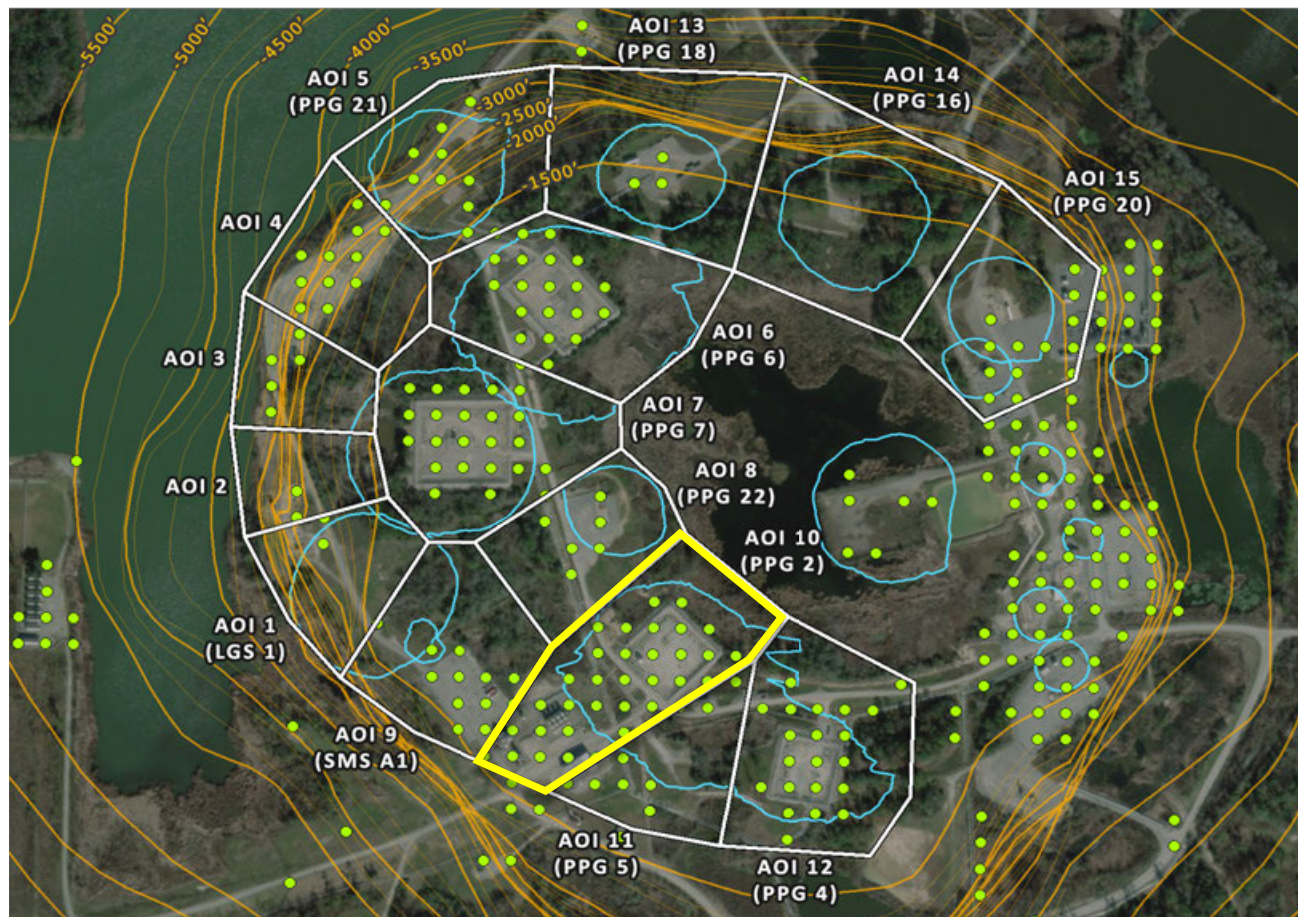 -5500'
-5000'
-4500'
-4000'
-3500'
-3000'
-2500'
-2000'
-1500'
AOI 13
(PPG 18)
AOI 5
(PPG 21)
AOI 14
(PPG 16)
AOI 15
(PPG 20)
AOI 4
AOI 3
AOI 6
(PPG 6)
AOI 7
(PPG 7)
AOI 2
AOI 8
(PPG 22)
AOI 10
(PPG 2)
AOI 1
(LGS 1)
AOI 9
(SMS A1)
AOI 11
(PPG 5)
AOI 12
(PPG 4)